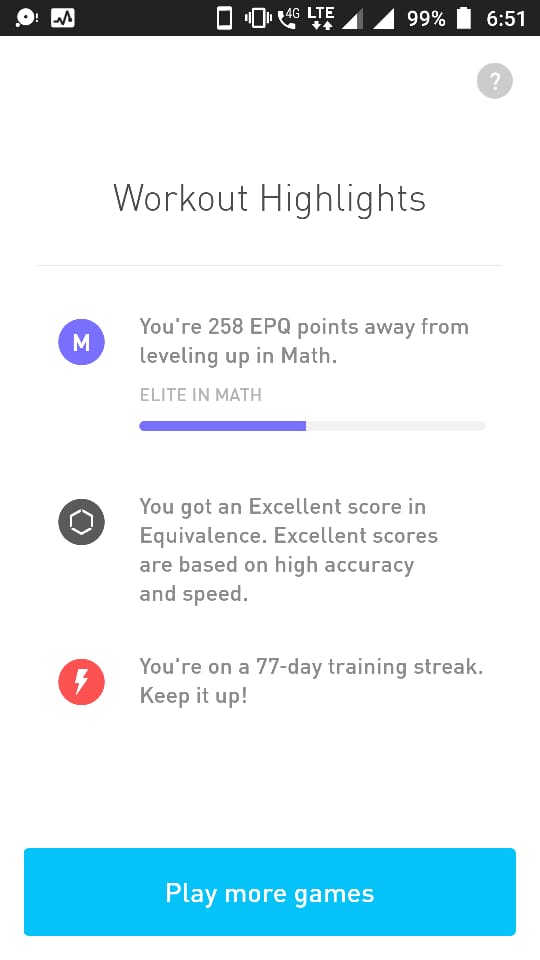 4G LTE 99% 6:51
?
Workout Highlights
M
You're 258 EPQ points away from
leveling up in Math.
ELITE IN MATH
You got an Excellent score in
Equivalence. Excellent scores
are based on high accuracy
and speed.
You're on a 77-day training streak.
Keep it up!
Play more games